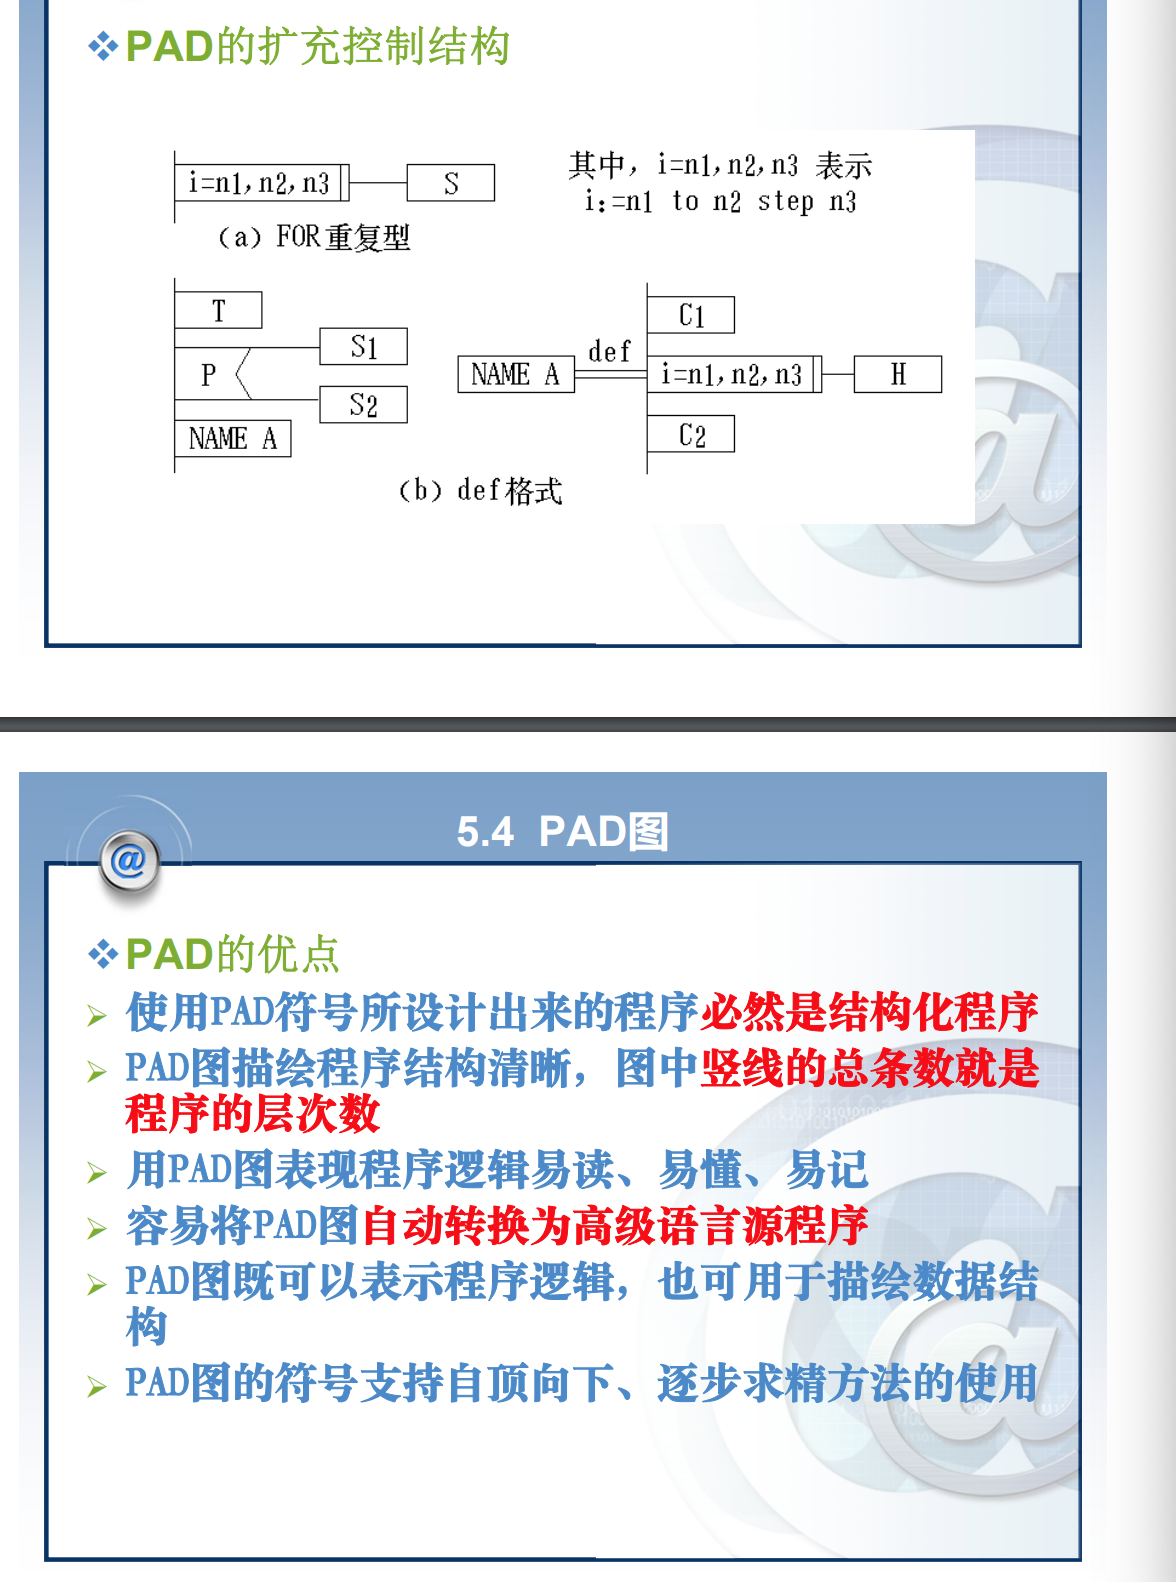 PAD的扩充控制结构
i=n1, n2, n3 S
其中, i=n1, n2, n3 表示
i:=n1 to n2 step n3
(a) FOR重复型
T
S1
P
S2
NAME A
NAME A def
C1
i=n1, n2, n3 H
C2
(b) def格式
5.4 PAD图
@
PAD的优点
使用PAD符号所设计出来的程序必然是结构化程序
PAD图描绘程序结构清晰，图中竖线的总条数就是
程序的层次数
用PAD图表现程序逻辑易读、易懂、易记
容易将PAD图自动转换为高级语言源程序
PAD图既可以表示程序逻辑，也可用于描绘数据结
构
PAD图的符号支持自顶向下、逐步求精方法的使用